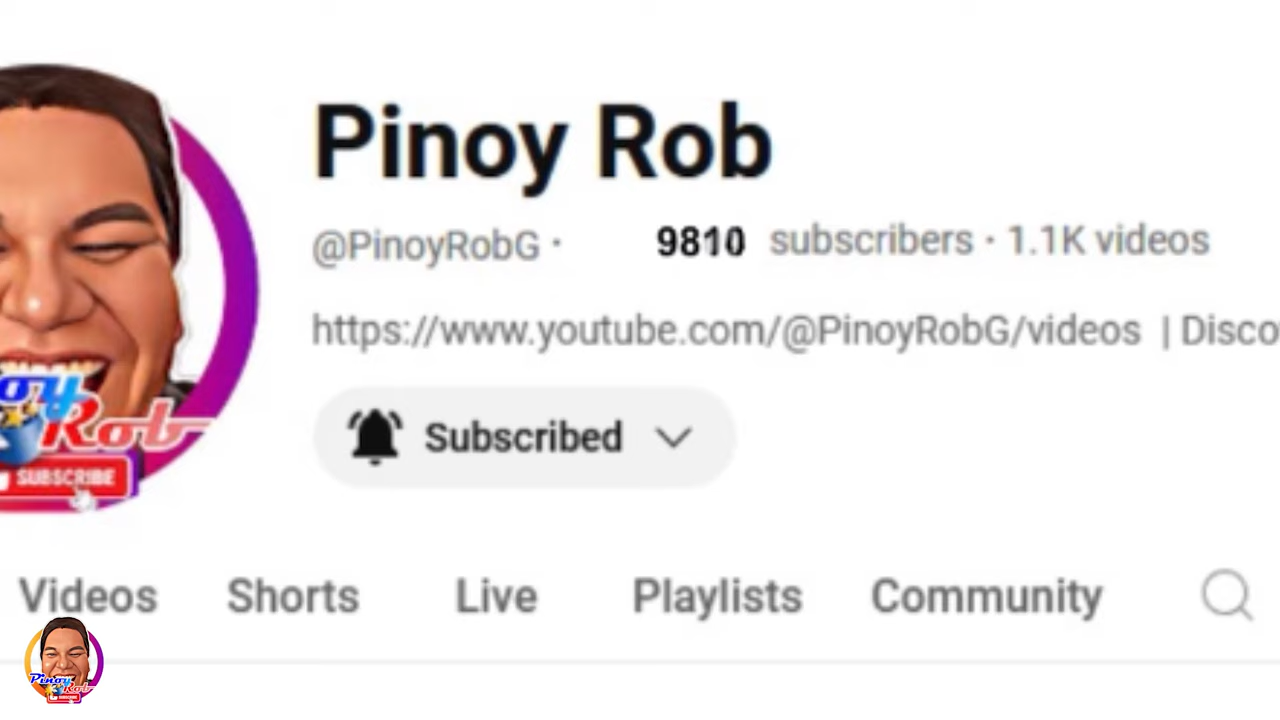 Pinoy Rob
@PinoyRobG · 9810 subscribers · 1.1K videos
https://www.youtube.com/@PinoyRobG/videos | Disco
Subscribed
oy
Rob
SUBSCRIBE
Videos Shorts Live Playlists Community
Pinoy
Rob